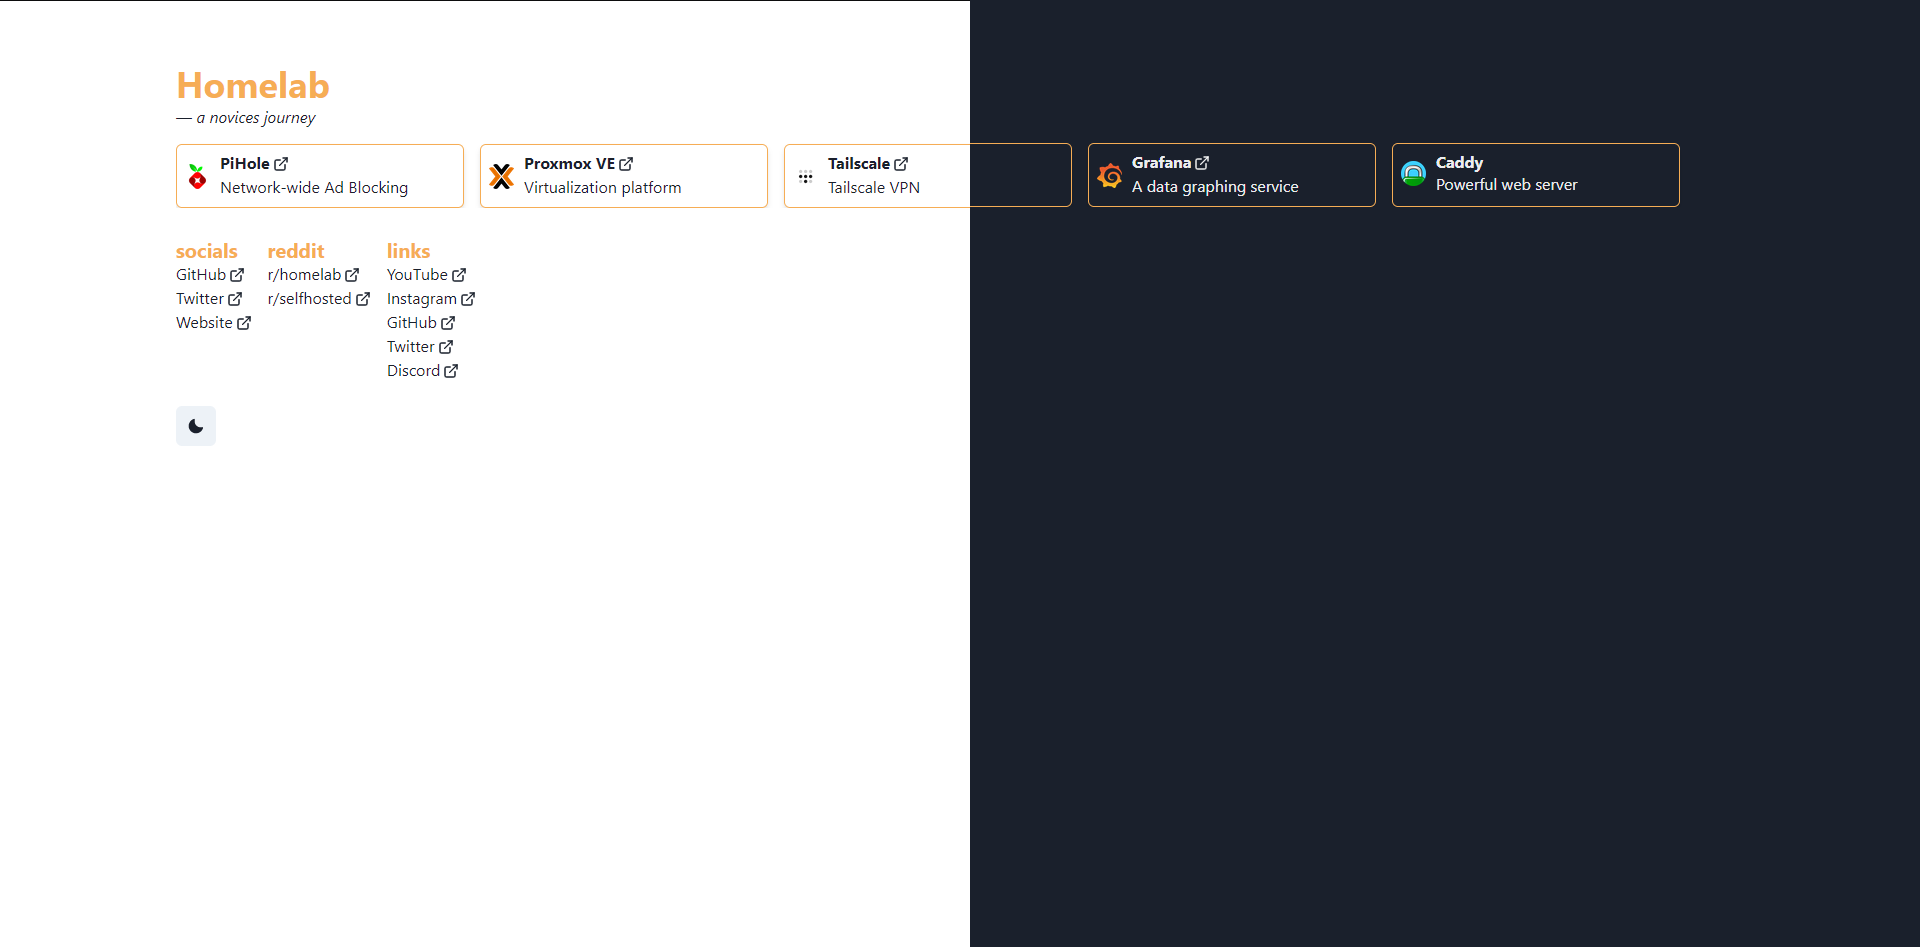 Homelab
— a novices journey
PiHole
Network-wide Ad Blocking
Proxmox VE
Virtualization platform
Tailscale
Tailscale VPN
Grafana
A data graphing service
Caddy
Powerful web server
socials
GitHub
Twitter
Website
reddit
r/homelab
r/selfhosted
links
YouTube
Instagram
GitHub
Twitter
Discord